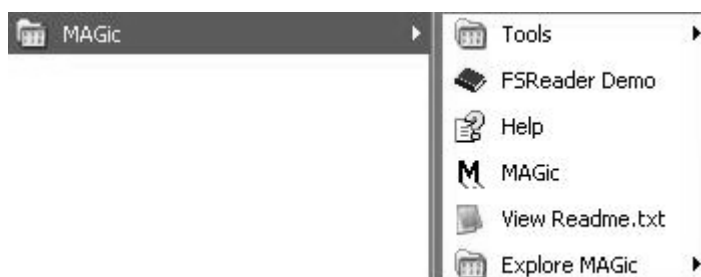 MAGic
Tools
FSReader Demo
Help
MAGic
View Readme.txt
Explore MAGic